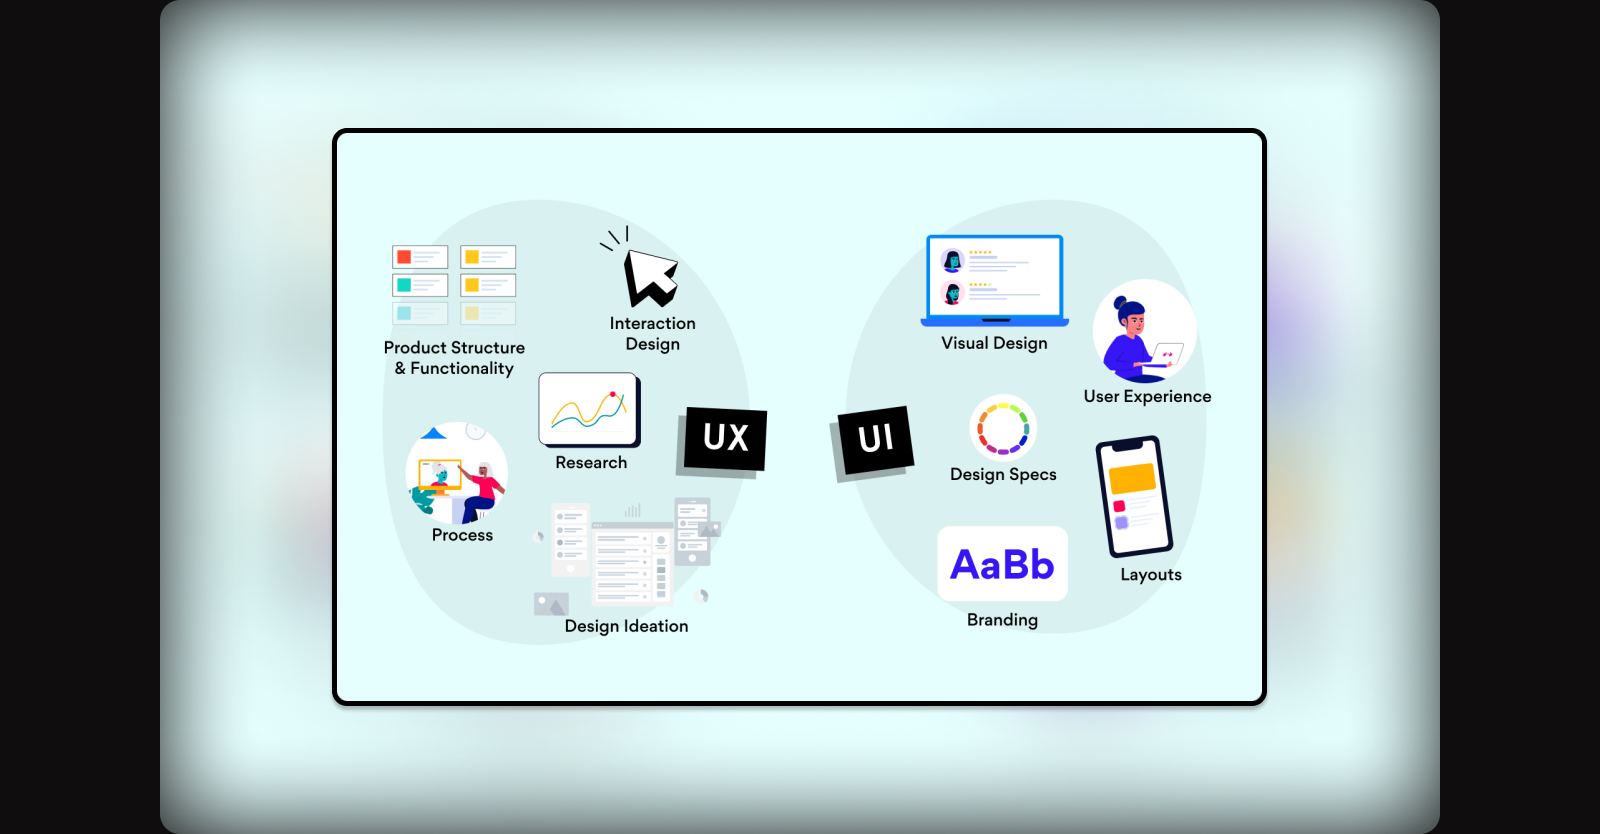 Product Structure
& Functionality
Interaction
Design
Research
Process
Design Ideation
UX
UI
Visual Design
User Experience
Design Specs
Layouts
AaBb
Branding